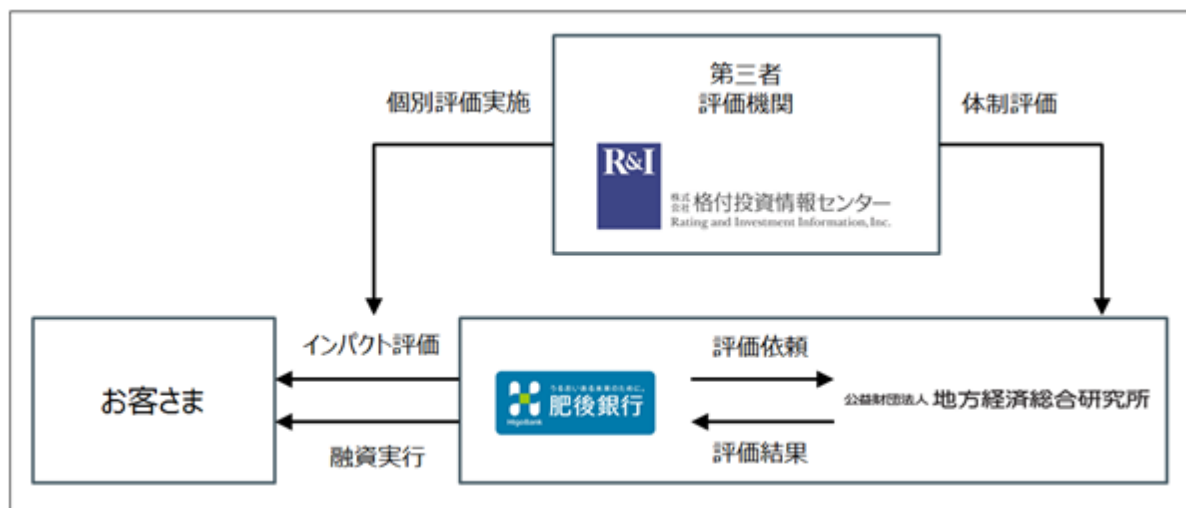 第三者
評価機関
個別評価実施
体制評価
R&I
株式会社 格付投資情報センター
Rating and Investment Information, Inc.
インパクト評価
評価依頼
お客さま
うるおいある未来のために。
肥後銀行
HigoBank
公益財団法人 地方経済総合研究所
融資実行
評価結果